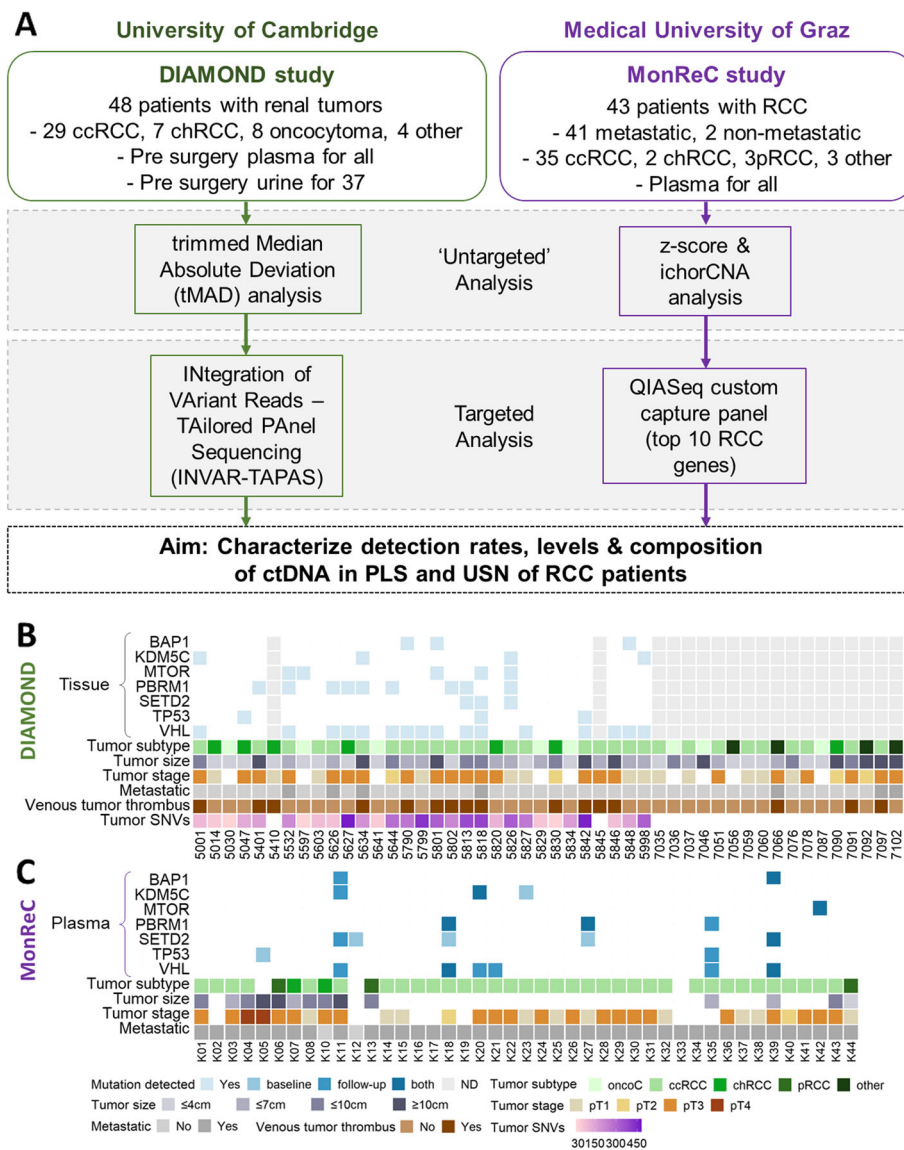 A
University of Cambridge
Medical University of Graz
DIAMOND study
48 patients with renal tumors
- 29 ccRCC, 7 chRCC, 8 oncocytoma, 4 other
- Pre surgery plasma for all
- Pre surgery urine for 37
MonReC study
43 patients with RCC
- 41 metastatic, 2 non-metastatic
- 35 ccRCC, 2 chRCC, 3pRCC, 3 other
- Plasma for all
trimmed Median
Absolute Deviation
(tMAD) analysis
'Untargeted'
Analysis
z-score &
ichorCNA
analysis
INtegration of
VAriant Reads –
TAilored PAnel
Sequencing
(INVAR-TAPAS)
Targeted
Analysis
QIASeq custom
capture panel
(top 10 RCC
genes)
Aim: Characterize detection rates, levels & composition
of ctDNA in PLS and USN of RCC patients
B
DIAMOND
Tissue
BAP1
KDM5C
MTOR
PBRM1
SETD2
TP53
VHL
Tumor subtype
Tumor size
Tumor stage
Metastatic
Venous tumor thrombus
Tumor SNVs
5001 5014 5030 5047 5401 5410 5532 5597 5603 5626 5627 5634 5641 5644 5790 5799 5801 5802 5813 5818 5820 5826 5827 5829 5830 5834 5842 5845 5846 5848 5995 7035 7036 7037 7046 7051 7056 7059 7060 7066 7076 7078 7087 7090 7091 7092 7097 7102
C
MonReC
Plasma
BAP1
KDM5C
MTOR
PBRM1
SETD2
TP53
VHL
Tumor subtype
Tumor size
Tumor stage
Metastatic
K01 K02 K03 K04 K05 K06 K07 K08 K10 K11 K12 K13 K14 K15 K16 K17 K18 K19 K20 K21 K22 K23 K24 K25 K26 K27 K28 K29 K30 K31 K32 K33 K34 K35 K36 K37 K38 K39 K40 K41 K42 K43 K44
Mutation detected Yes baseline follow-up both ND Tumor subtype oncoC ccRCC chRCC pRCC other
Tumor size ≤4cm ≤7cm ≤10cm ≥10cm Tumor stage pT1 pT2 pT3 pT4
Metastatic No Yes Venous tumor thrombus No Yes Tumor SNVs
30150300450